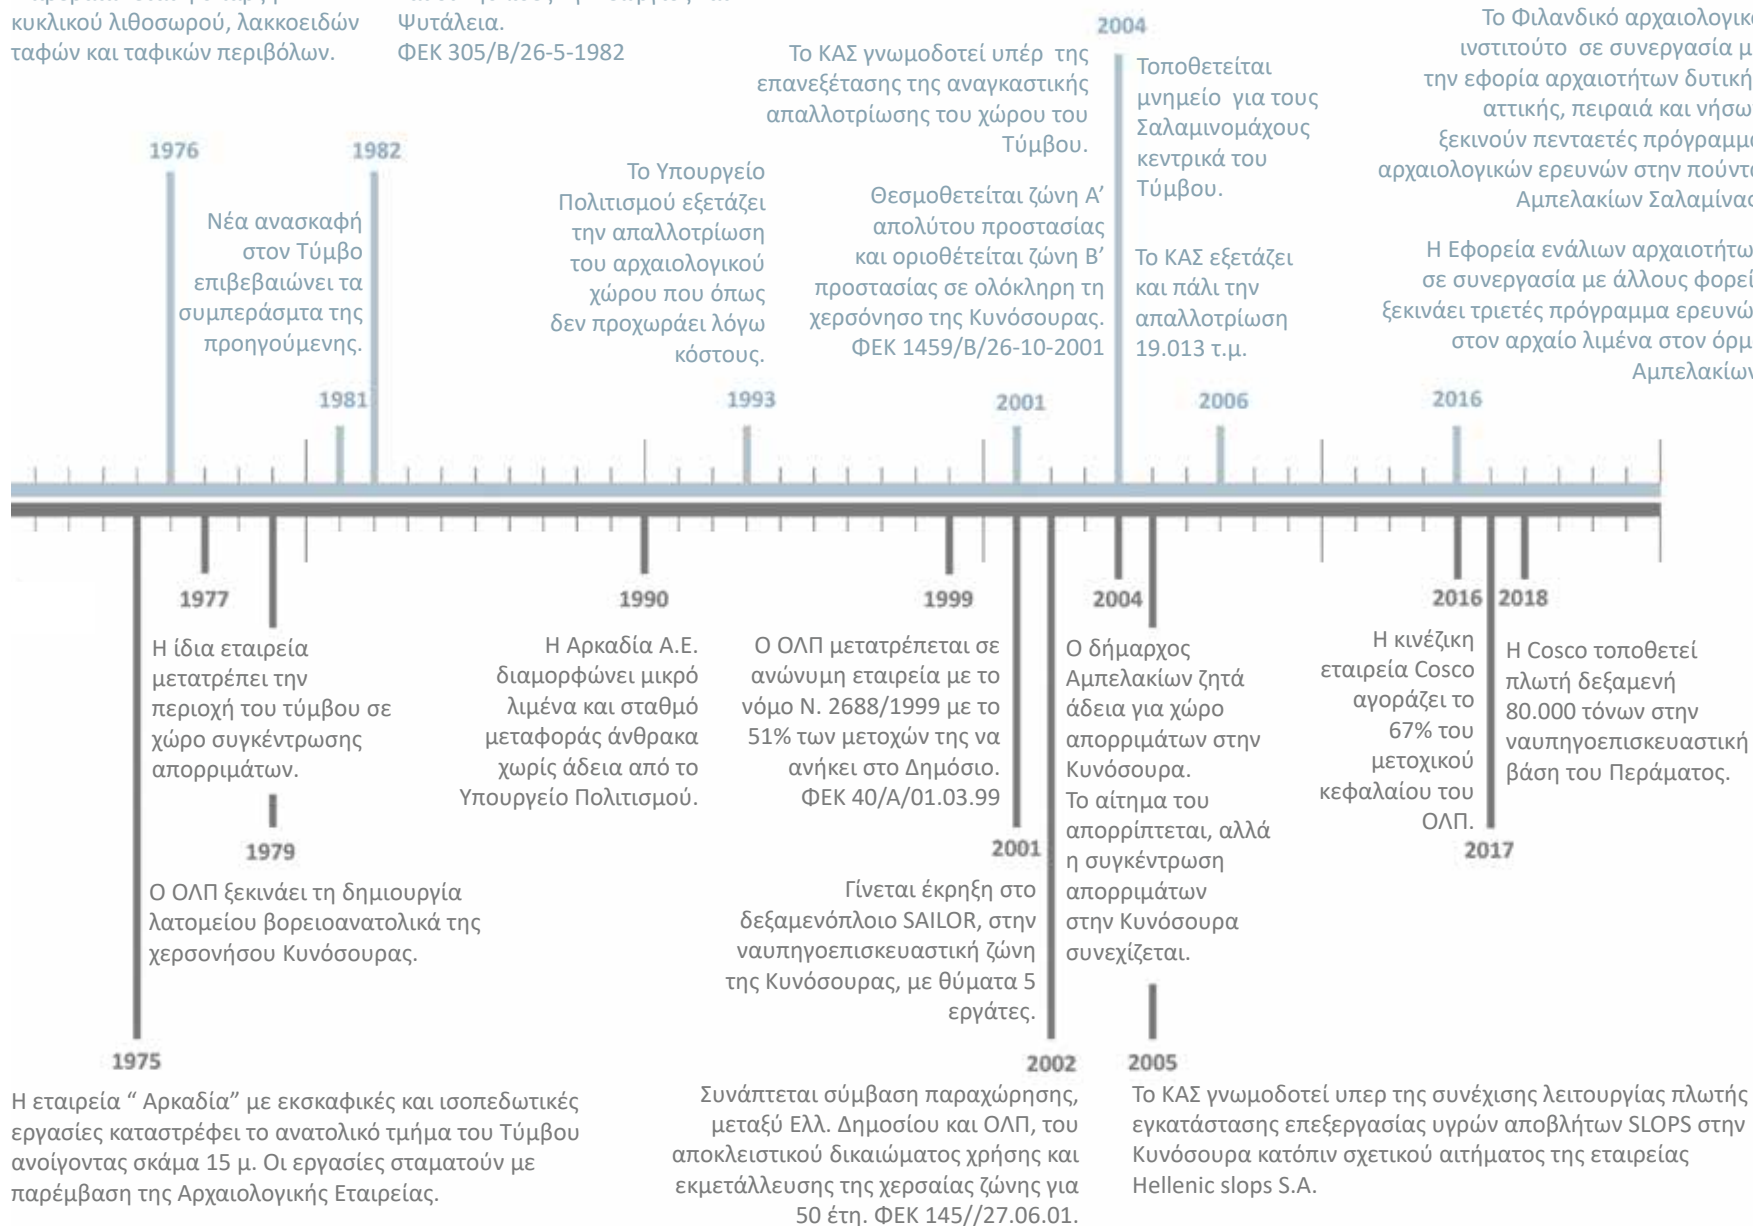 κυκλικού λιθοσωρού, λακκοειδών
ταφών και ταφικών περιβόλων.
Ψυτάλεια.
ΦΕΚ 305/Β/26-5-1982
1976
1982
Νέα ανασκαφή
στον Τύμβο
επιβεβαιώνει τα
συμπεράσμτα της
προηγούμενης.
1981
Το Υπουργείο
Πολιτισμού εξετάζει
την απαλλοτρίωση
του αρχαιολογικού
χώρου που όπως
δεν προχωράει λόγω
κόστους.
1993
Το ΚΑΣ γνωμοδοτεί υπέρ της
επανεξέτασης της αναγκαστικής
απαλλοτρίωσης του χώρου του
Τύμβου.
Θεσμοθετείται ζώνη Α’
απολύτου προστασίας
και οριοθέτείται ζώνη Β’
προστασίας σε ολόκληρη τη
χερσόνησο της Κυνόσουρας.
ΦΕΚ 1459/Β/26-10-2001
2001
2004
Τοποθετείται
μνημείο για τους
Σαλαμινομάχους
κεντρικά του
Τύμβου.
Το ΚΑΣ εξετάζει
και πάλι την
απαλλοτρίωση
19.013 τ.μ.
2006
Το Φιλανδικό
ινστιτούτο σε συνεργασία
την εφορία αρχαιοτήτων
αττικής, πειραιά και
ξεκινούν πενταετές
αρχαιολογικών ερευνών στην
Αμπελακίων
Η Εφορεία ενάλιων
σε συνεργασία με άλλους
ξεκινάει τριετές πρόγραμμα
στον αρχαίο λιμένα στον
2016
1977
Η ίδια εταιρεία
μετατρέπει την
περιοχή του τύμβου σε
χώρο συγκέντρωσης
απορριμάτων.
1979
Ο ΟΛΠ ξεκινάει τη δημιουργία
λατομείου βορειοανατολικά της
χερσονήσου Κυνόσουρας.
1975
Η εταιρεία “ Αρκαδία” με εκσκαφικές και ισοπεδωτικές
εργασίες καταστρέφει το ανατολικό τμήμα του Τύμβου
ανοίγοντας σκάμα 15 μ. Οι εργασίες σταματούν με
παρέμβαση της Αρχαιολογικής Εταιρείας.
1990
Η Αρκαδία Α.Ε.
διαμορφώνει μικρό
λιμένα και σταθμό
μεταφοράς άνθρακα
χωρίς άδεια από το
Υπουργείο Πολιτισμού.
1999
Ο ΟΛΠ μετατρέπεται σε
ανώνυμη εταιρεία με το
νόμο Ν. 2688/1999 με το
51% των μετοχών της να
ανήκει στο Δημόσιο.
ΦΕΚ 40/Α/01.03.99
2001
Γίνεται έκρηξη στο
δεξαμενόπλοιο SAILOR, στην
ναυπηγοεπισκευαστική ζώνη
της Κυνόσουρας, με θύματα 5
εργάτες.
2002
Συνάπτεται σύμβαση παραχώρησης,
μεταξύ Ελλ. Δημοσίου και ΟΛΠ, του
αποκλειστικού δικαιώματος χρήσης και
εκμετάλλευσης της χερσαίας ζώνης για
50 έτη. ΦΕΚ 145//27.06.01.
2004
Ο δήμαρχος
Αμπελακίων ζητά
άδεια για χώρο
απορριμάτων στην
Κυνόσουρα.
Το αίτημα του
απορρίπτεται, αλλά
η συγκέντρωση
απορριμάτων
στην Κυνόσουρα
συνεχίζεται.
2005
Το ΚΑΣ γνωμοδοτεί υπερ της συνέχισης λειτουργίας πλωτής
εγκατάστασης επεξεργασίας υγρών αποβλήτων SLOPS στην
Κυνόσουρα κατόπιν σχετικού αιτήματος της εταιρείας
Hellenic slops S.A.
2016
Η κινέζικη
εταιρεία Cosco
αγοράζει το
67% του
μετοχικού
κεφαλαίου του
ΟΛΠ.
2017
2018
Η Cosco τοποθετεί
πλωτή δεξαμενή
80.000 τόνων στην
ναυπηγοεπισκευαστική
βάση του Περάματος.